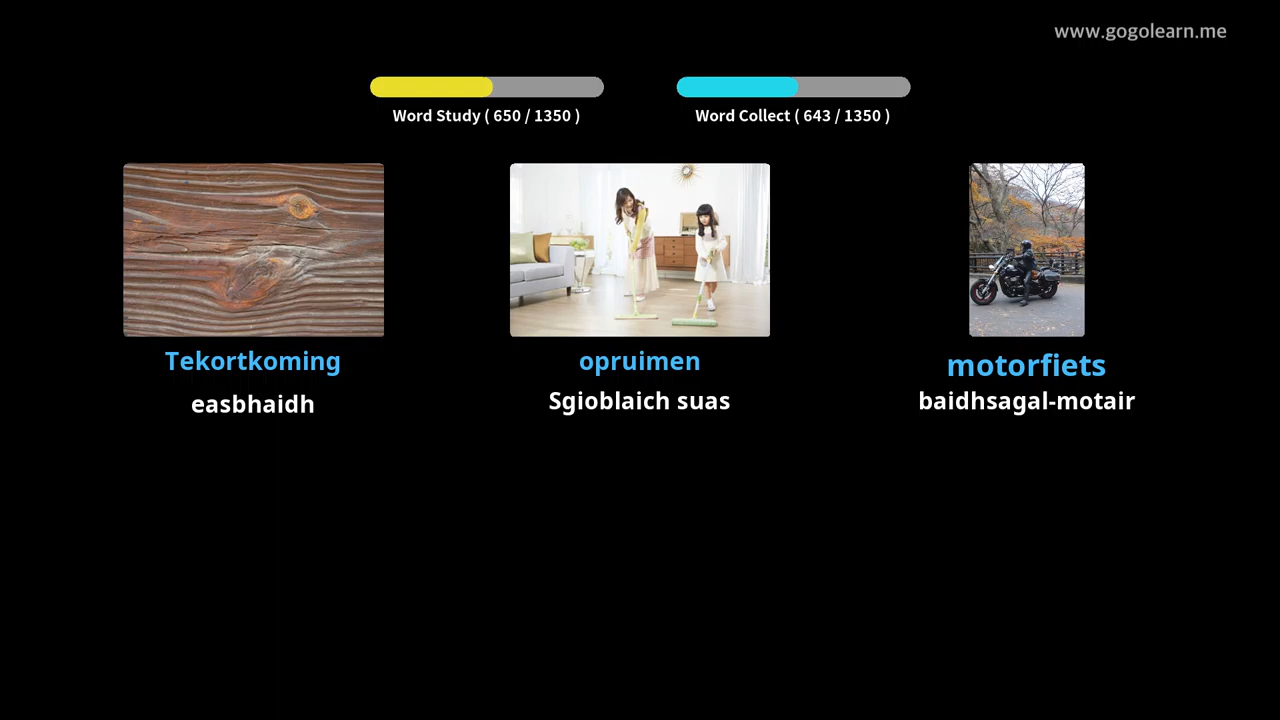 www.gogolearn.me
Word Study ( 650 / 1350 )
Word Collect ( 643 / 1350 )
Tekortkoming
easbhaidh
opruimen
Sgioblaich suas
motorfiets
baidhsagal-motair